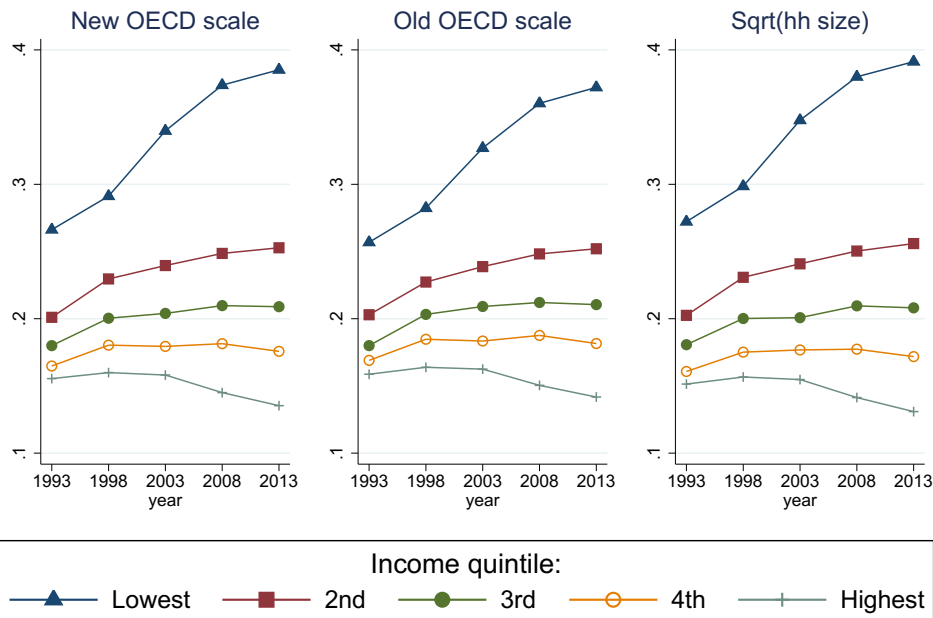 New OECD scale
Old OECD scale
Sqrt(hh size)
.4
.3
.2
.1
1993 1998 2003 2008 2013
year
.4
.3
.2
.1
1993 1998 2003 2008 2013
year
.4
.3
.2
.1
1993 1998 2003 2008 2013
year
Income quintile:
Lowest 2nd 3rd 4th Highest